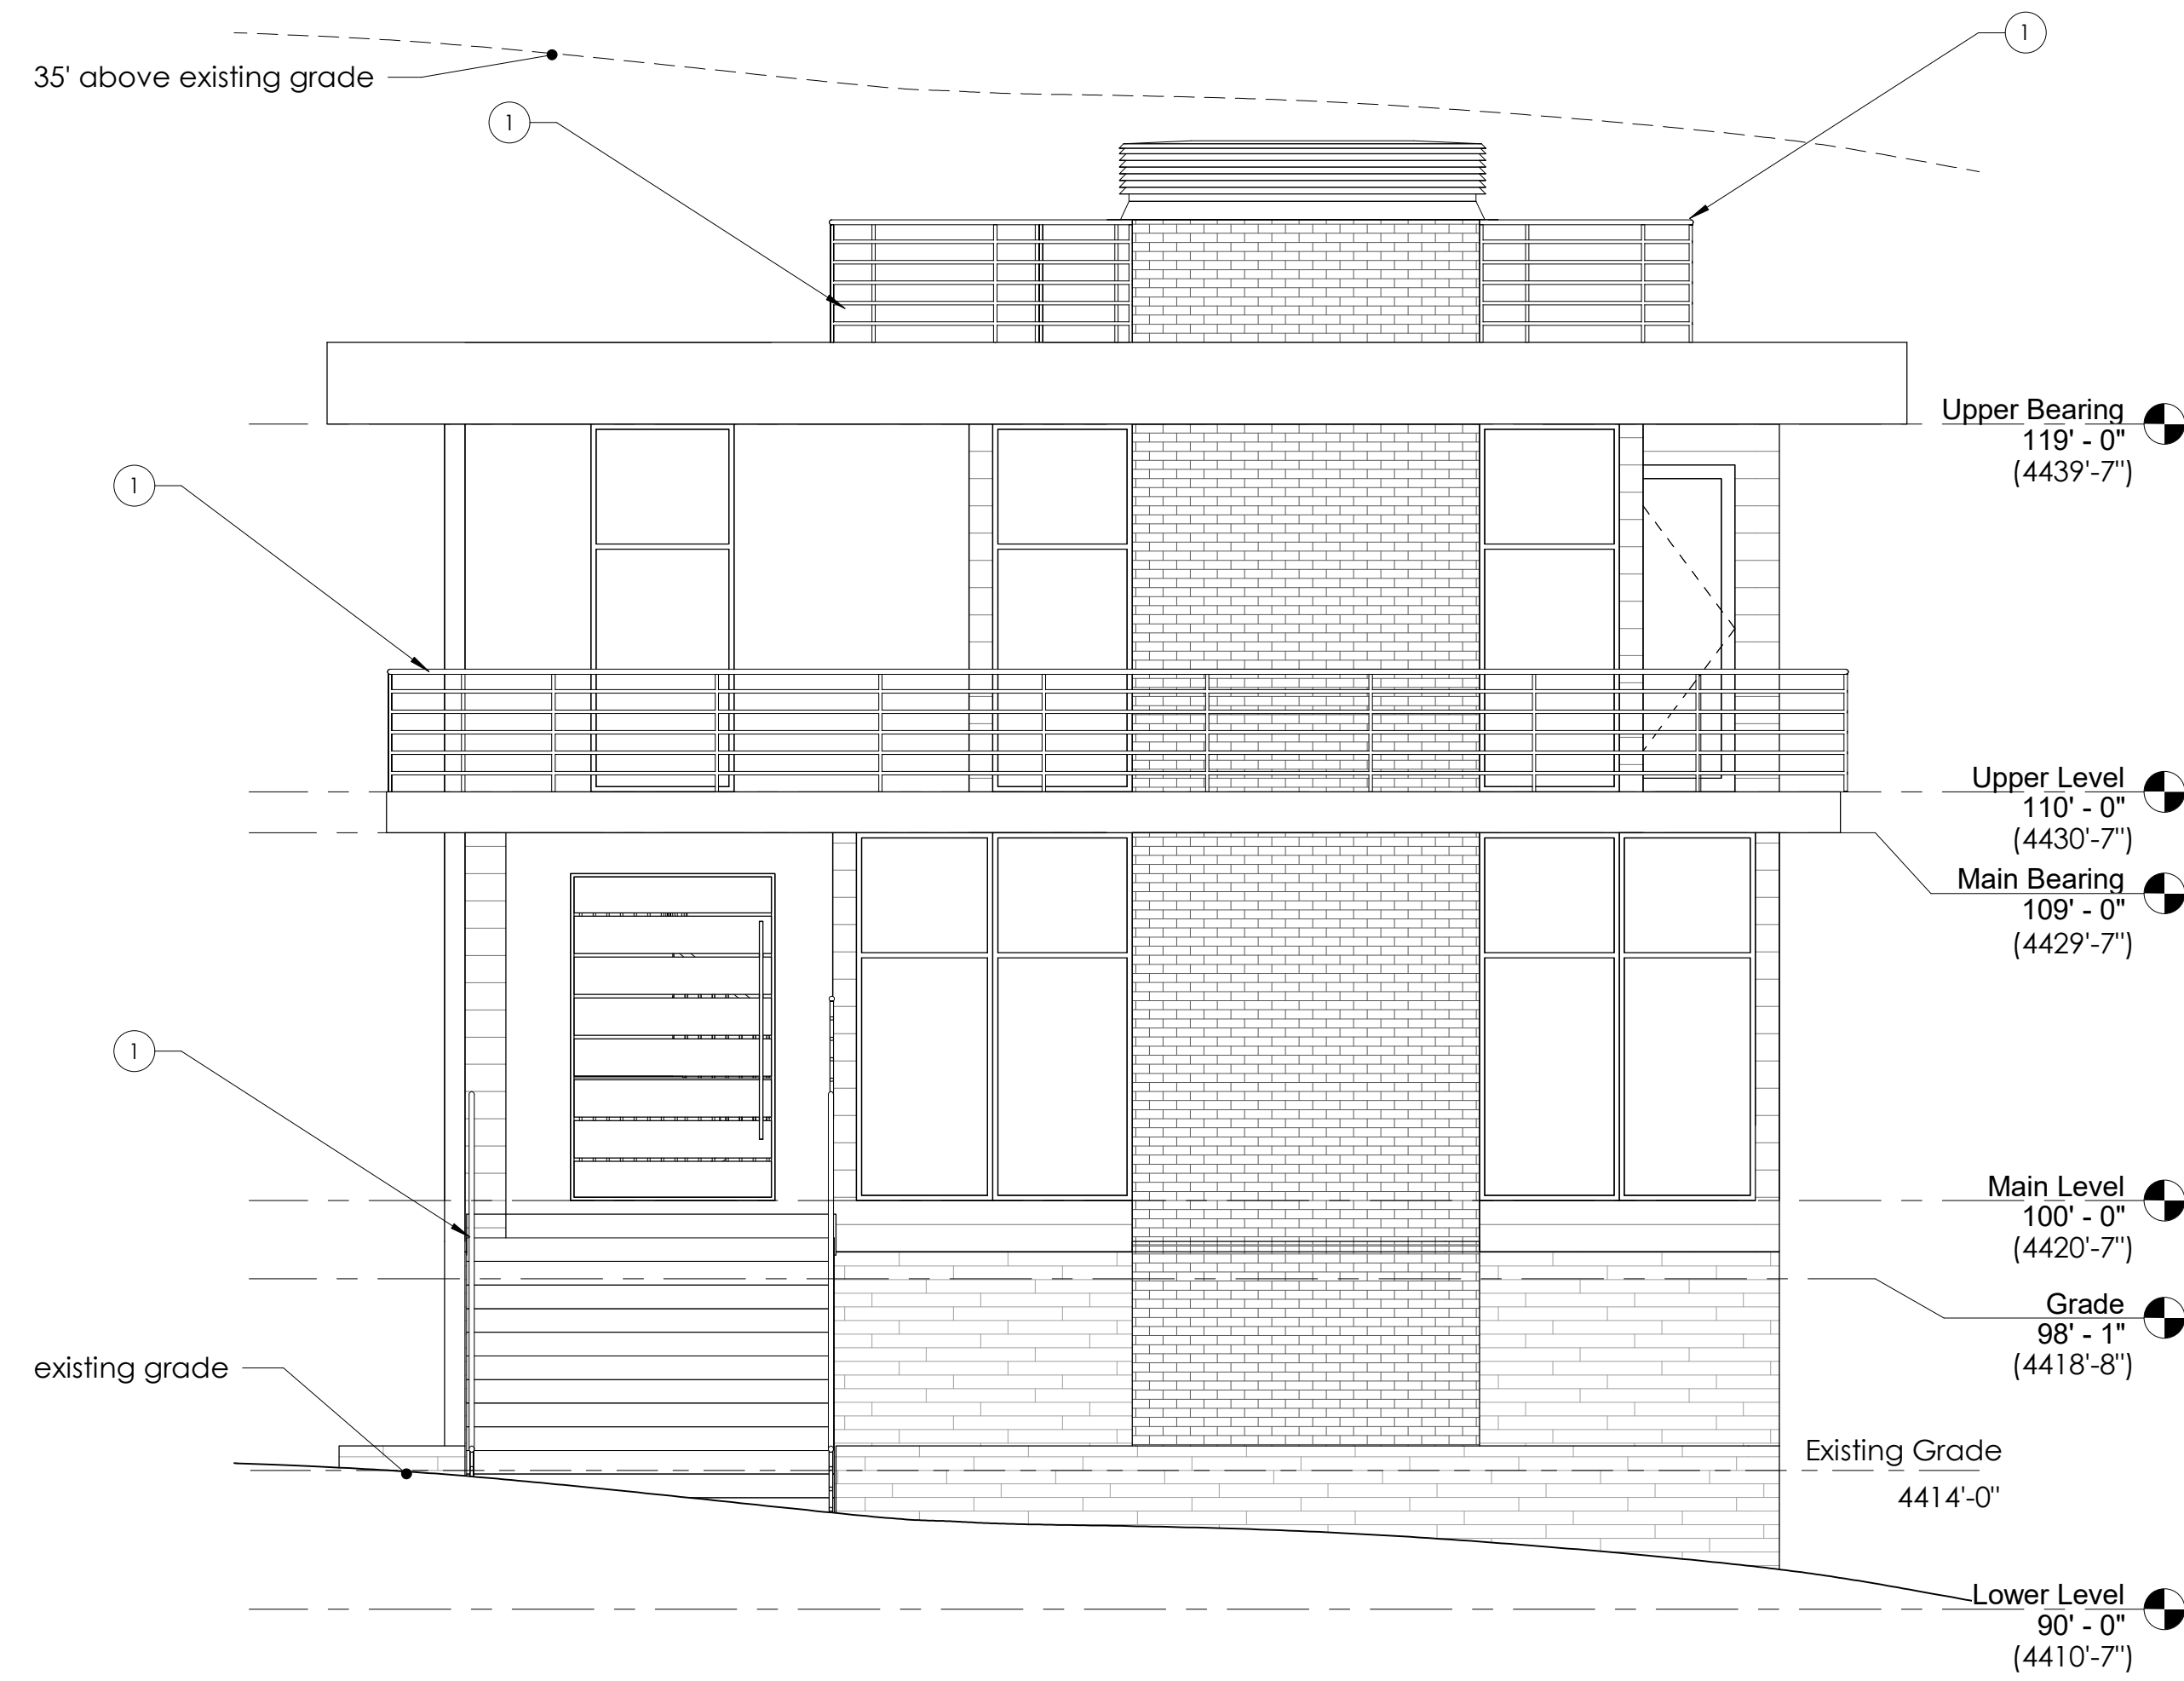 1
35' above existing grade
1
Upper Bearing
119' - 0"
(4439'-7")
1
Upper Level
110' - 0"
(4430'-7")
Main Bearing
109' - 0"
(4429'-7")
1
Main Level
100' - 0"
(4420'-7")
Grade
98' - 1"
(4418'-8")
existing grade
Existing Grade
4414'-0"
Lower Level
90' - 0"
(4410'-7")